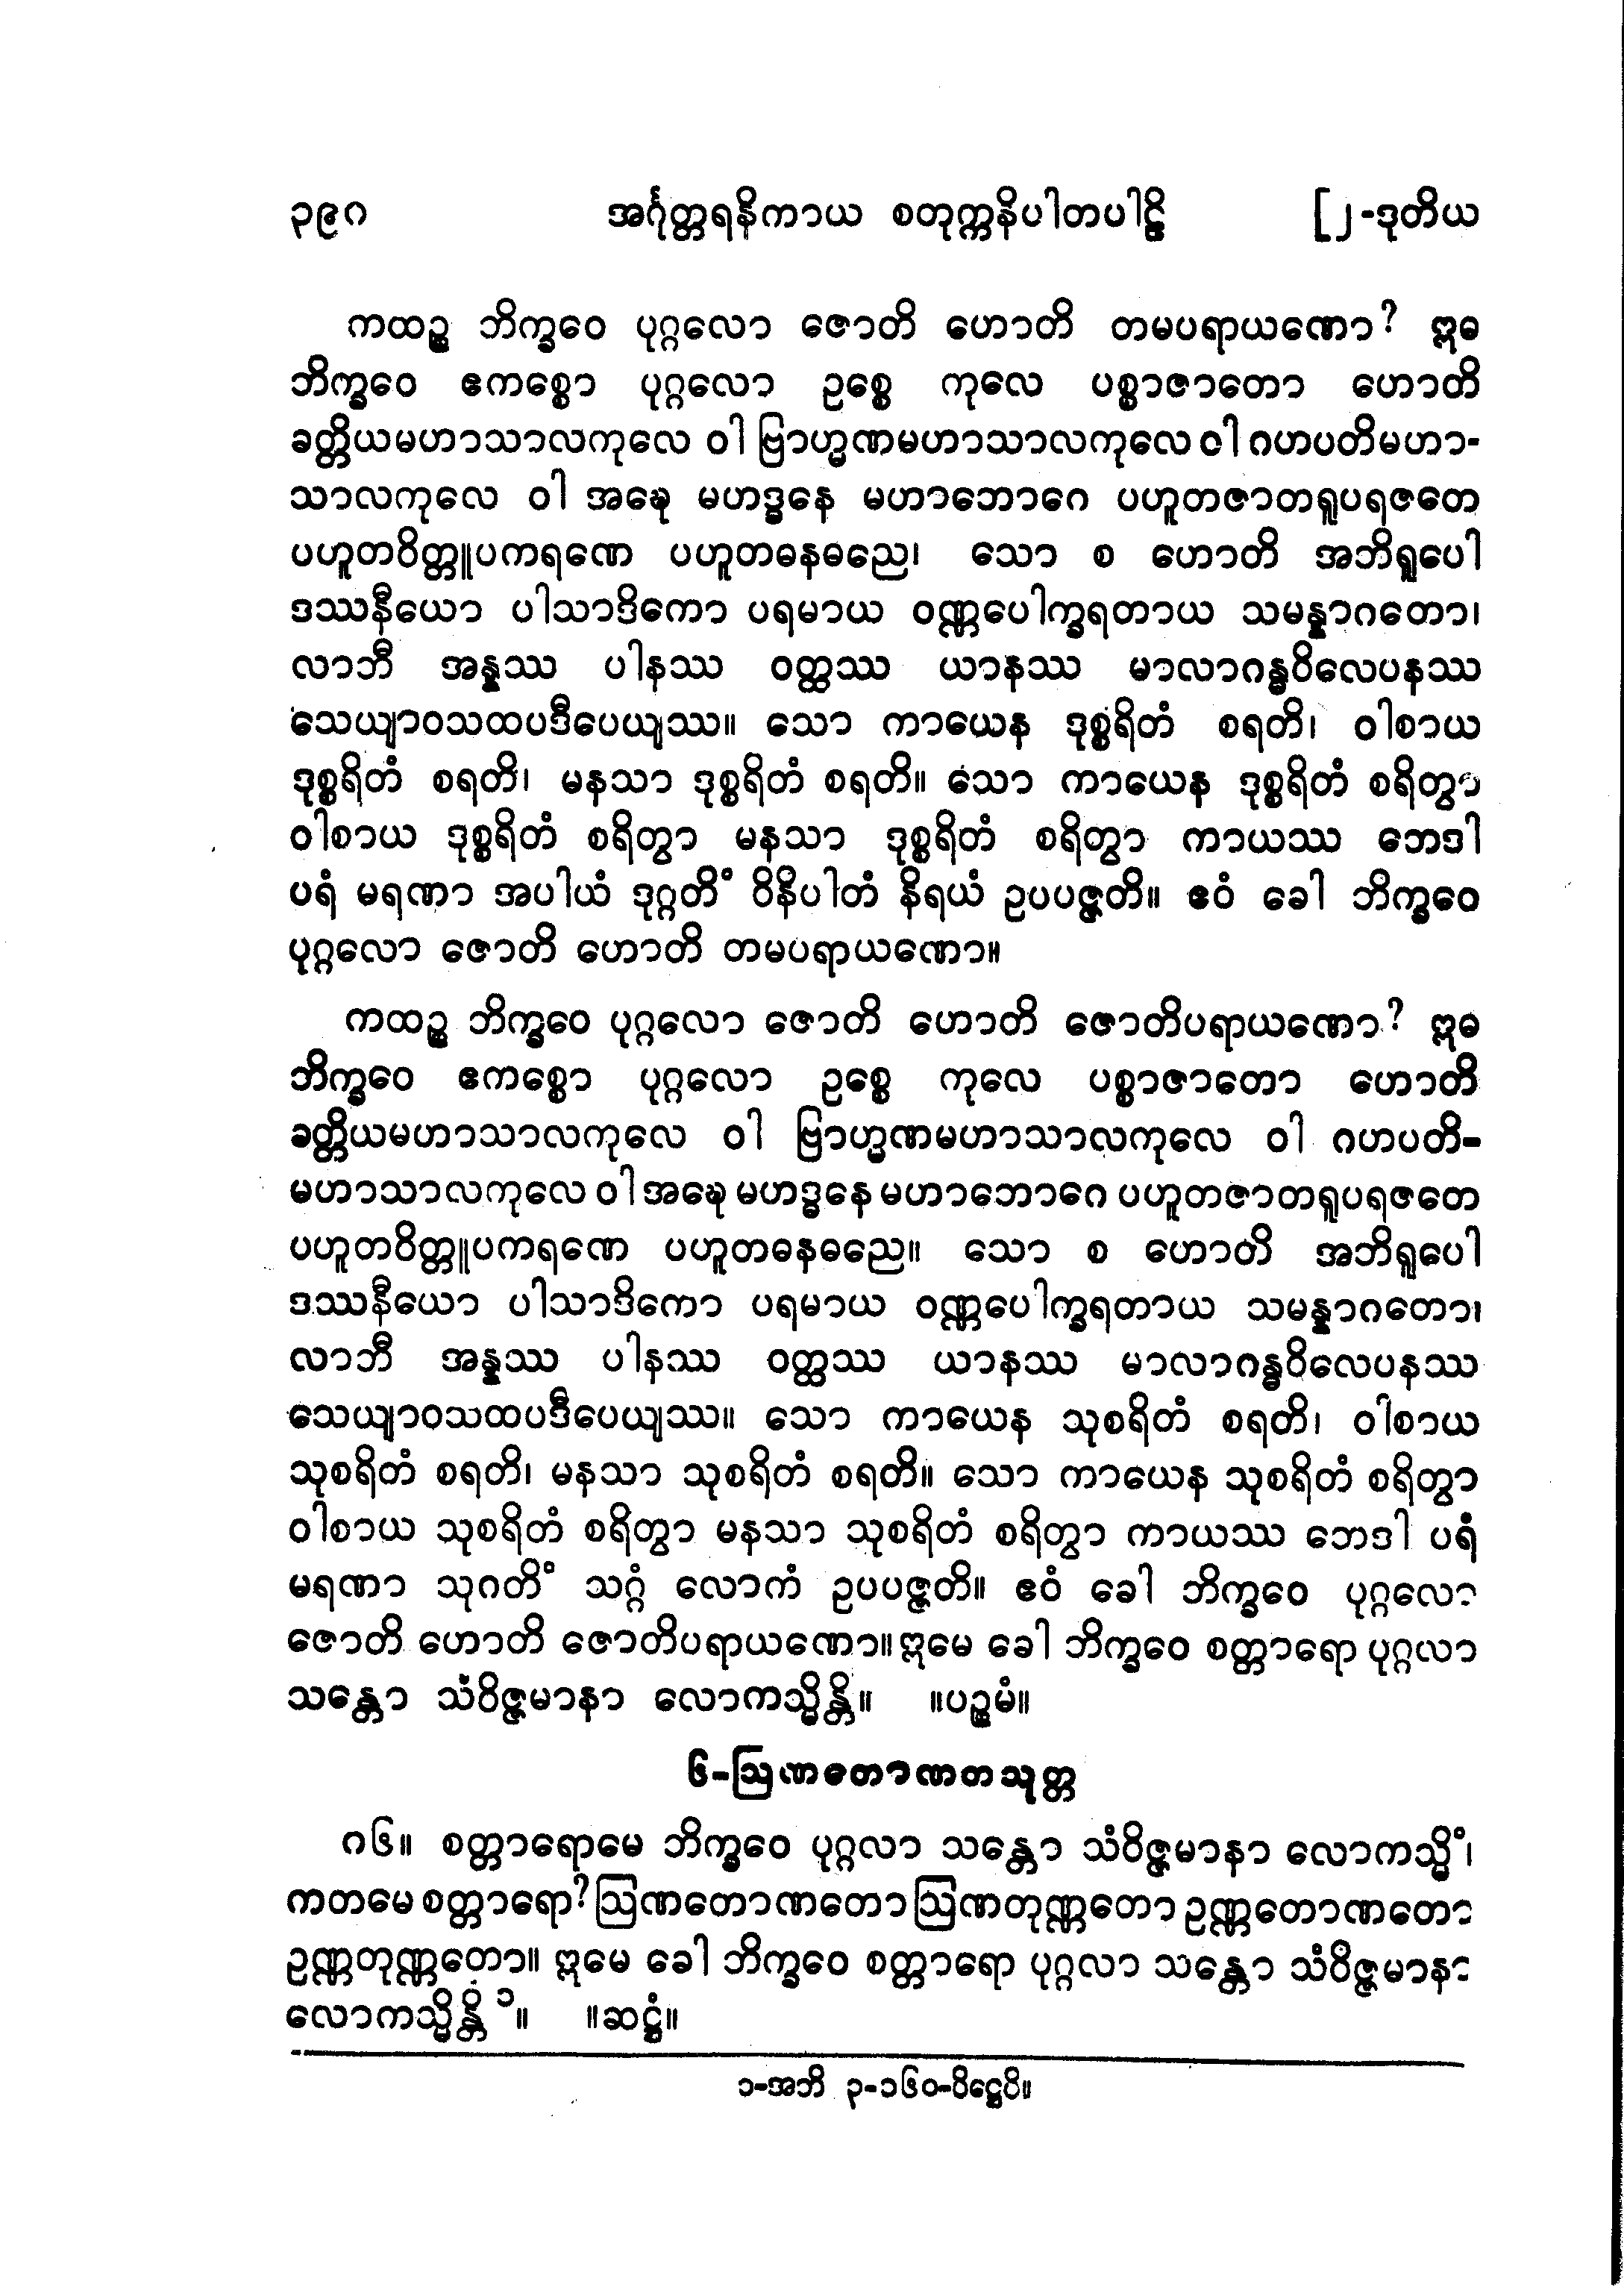 ၃၉ဂ အင်္ဂုတ္တရနိကာယ စတုက္ကနိပါတပါဠိ [၂-ဒုတိယ
ကထဉ္စ ဘိက္ခဝေ ပုဂ္ဂလော ဇောတိ ဟောတိ တမပရာယဏော? ဣဓ
ဘိက္ခဝေ ဧကစ္စော ပုဂ္ဂလော ဥစ္စေ ကုလေ ပစ္စာဇာတော ဟောတိ
ခတ္တိယမဟာသာလကုလေ ဝါ ဗြာဟ္မဏမဟာသာလကုလေ ဝါ ဂဟပတိမဟာ-
သာလကုလေ ဝါ အဍ္ဎေ မဟဒ္ဓနေ မဟာဘောဂေ ပဟူတဇာတရူပရဇတေ
ပဟူတဝိတ္တူပကရဏေ ပဟူတဓနဓညေ၊ သော စ ဟောတိ အဘိရူပေါ
ဒဿနီယော ပါသာဒိကော ပရမာယ ဝဏ္ဏပေါက္ခရတာယ သမန္နာဂတော၊
လာဘီ အန္နဿ ပါနဿ ဝတ္ထဿ ယာနဿ မာလာဂန္ဓဝိလေပနဿ
သေယျာဝသထပဒီပေယျဿ။ သော ကာယေန ဒုစ္စရိတံ စရတိ၊ ဝါစာယ
ဒုစ္စရိတံ စရတိ၊ မနသာ ဒုစ္စရိတံ စရတိ။ သော ကာယေန ဒုစ္စရိတံ စရိတွာ
ဝါစာယ ဒုစ္စရိတံ စရိတွာ မနသာ ဒုစ္စရိတံ စရိတွာ ကာယဿ ဘေဒါ
ပရံ မရဏာ အပါယံ ဒုဂ္ဂတိံ ဝိနိပါတံ နိရယံ ဥပပဇ္ဇတိ။ ဧဝံ ခေါ ဘိက္ခဝေ
ပုဂ္ဂလော ဇောတိ ဟောတိ တမပရာယဏော။
ကထဉ္စ ဘိက္ခဝေ ပုဂ္ဂလော ဇောတိ ဟောတိ ဇောတိပရာယဏော? ဣဓ
ဘိက္ခဝေ ဧကစ္စော ပုဂ္ဂလော ဥစ္စေ ကုလေ ပစ္စာဇာတော ဟောတိ
ခတ္တိယမဟာသာလကုလေ ဝါ ဗြာဟ္မဏမဟာသာလကုလေ ဝါ ဂဟပတိ-
မဟာသာလကုလေ ဝါ အဍ္ဎေ မဟဒ္ဓနေ မဟာဘောဂေ ပဟူတဇာတရူပရဇတေ
ပဟူတဝိတ္တူပကရဏေ ပဟူတဓနဓညေ။ သော စ ဟောတိ အဘိရူပေါ
ဒဿနီယော ပါသာဒိကော ပရမာယ ဝဏ္ဏပေါက္ခရတာယ သမန္နာဂတော၊
လာဘီ အန္နဿ ပါနဿ ဝတ္ထဿ ယာနဿ မာလာဂန္ဓဝိလေပနဿ
သေယျာဝသထပဒီပေယျဿ။ သော ကာယေန သုစရိတံ စရတိ၊ ဝါစာယ
သုစရိတံ စရတိ၊ မနသာ သုစရိတံ စရတိ။ သော ကာယေန သုစရိတံ စရိတွာ
ဝါစာယ သုစရိတံ စရိတွာ မနသာ သုစရိတံ စရိတွာ ကာယဿ ဘေဒါ ပရံ
မရဏာ သုဂတိံ သဂ္ဂံ လောကံ ဥပပဇ္ဇတိ။ ဧဝံ ခေါ ဘိက္ခဝေ ပုဂ္ဂလော
ဇောတိ ဟောတိ ဇောတိပရာယဏော။ ဣမေ ခေါ ဘိက္ခဝေ စတ္တာရော ပုဂ္ဂလာ
သန္တော သံဝိဇ္ဇမာနာ လောကသ္မိန္တိ။ ။ပဉ္စမံ။
၆-ဩဏတောဏတသုတ္တ
ဂ၆။ စတ္တာရောမေ ဘိက္ခဝေ ပုဂ္ဂလာ သန္တော သံဝိဇ္ဇမာနာ လောကသ္မိံ၊
ကတမေ စတ္တာရော? ဩဏတောဏတော ဩဏတုဏ္ဏတော ဥဏ္ဏတောဏတော
ဥဏ္ဏတုဏ္ဏတော။ ဣမေ ခေါ ဘိက္ခဝေ စတ္တာရော ပုဂ္ဂလာ သန္တော သံဝိဇ္ဇမာနာ
လောကသ္မိန္တိ ၁။ ။ဆဋ္ဌံ။
၁-အဘိ ၃-၁၆၀-ပိဋ္ဌေပိ။